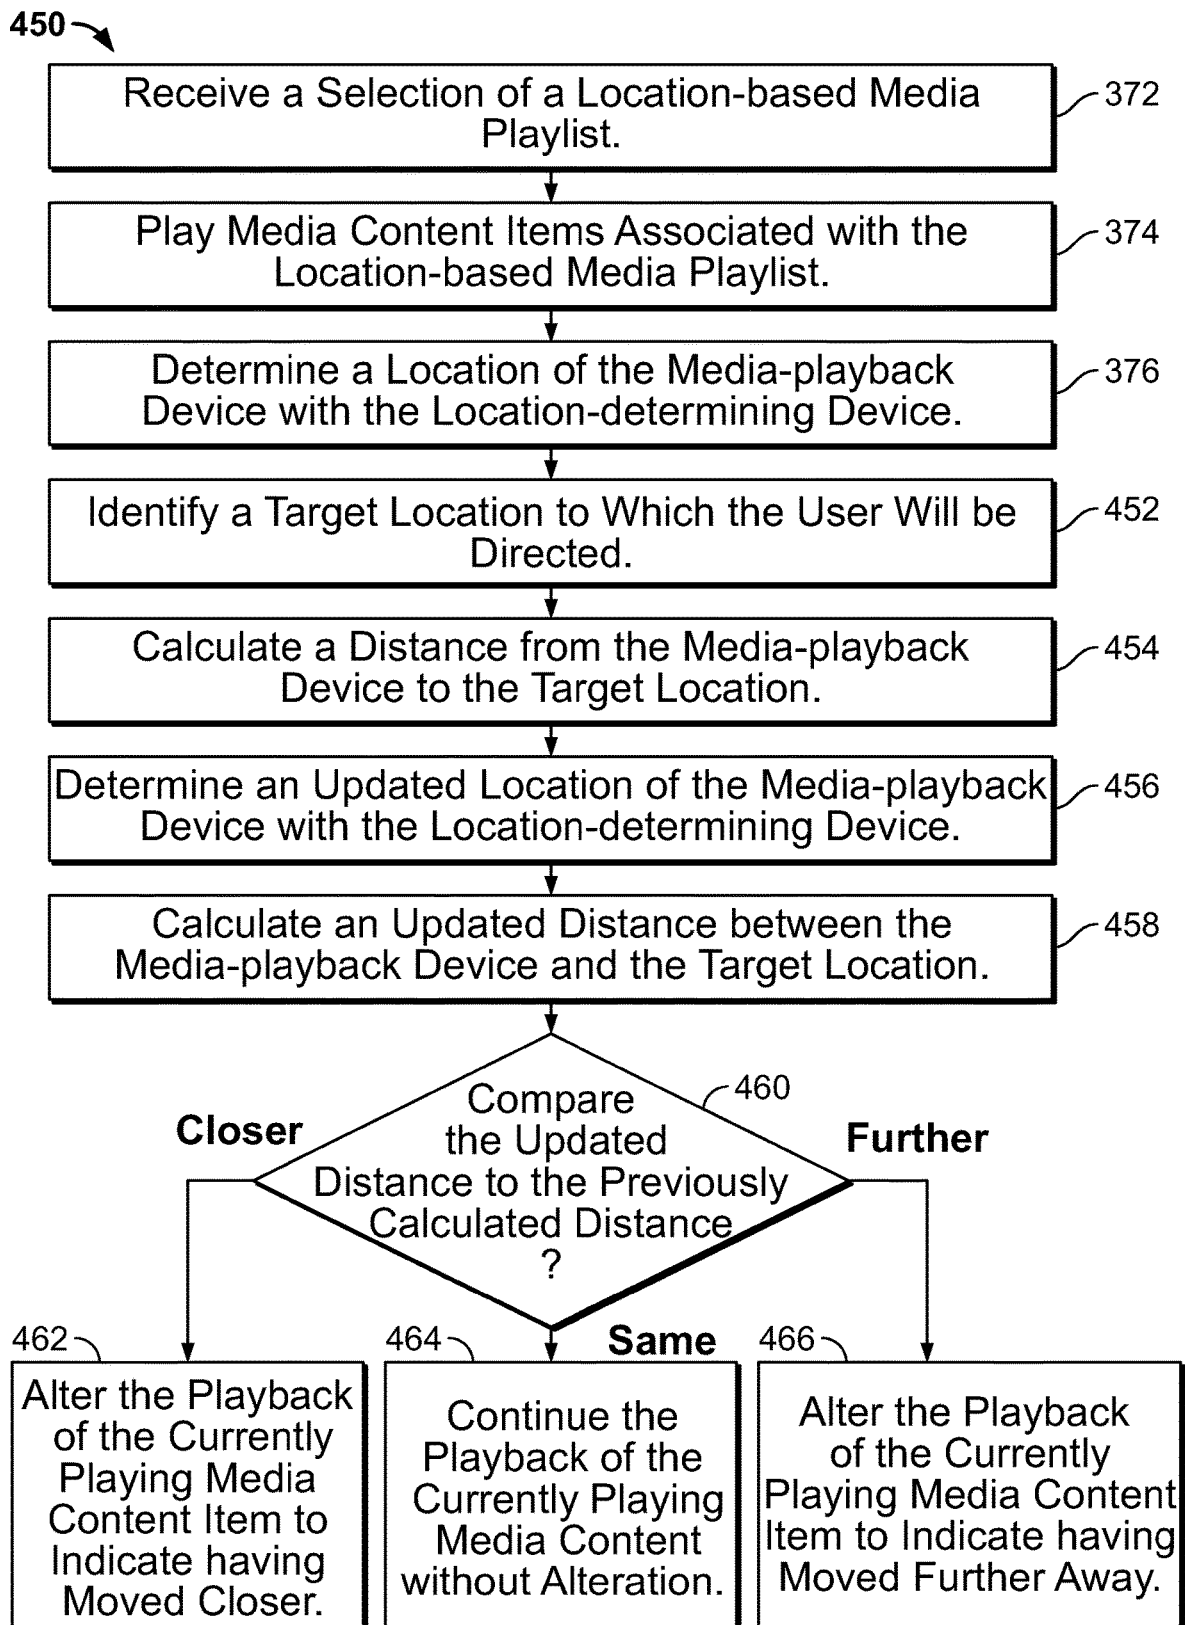 450
Receive a Selection of a Location-based Media
Playlist.
372
Play Media Content Items Associated with the
Location-based Media Playlist.
374
Determine a Location of the Media-playback
Device with the Location-determining Device.
376
Identify a Target Location to Which the User Will be
Directed.
452
Calculate a Distance from the Media-playback
Device to the Target Location.
454
Determine an Updated Location of the Media-playback
Device with the Location-determining Device.
456
Calculate an Updated Distance between the
Media-playback Device and the Target Location.
458
Compare
the Updated
Distance to the Previously
Calculated Distance
?
460
Closer
Further
Same
462
Alter the Playback
of the Currently
Playing Media
Content Item to
Indicate having
Moved Closer.
464
Continue the
Playback of the
Currently Playing
Media Content
without Alteration.
466
Alter the Playback
of the Currently
Playing Media Content
Item to Indicate having
Moved Further Away.